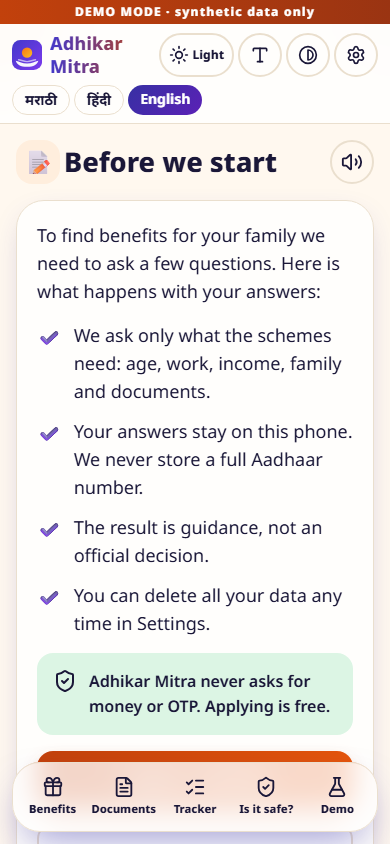 DEMO MODE · synthetic data only
Adhikar
Mitra
Light
मराठी
हिंदी
English
Before we start
To find benefits for your family we
need to ask a few questions. Here is
what happens with your answers:
We ask only what the schemes
need: age, work, income, family
and documents.
Your answers stay on this phone.
We never store a full Aadhaar
number.
The result is guidance, not an
official decision.
You can delete all your data any
time in Settings.
Adhikar Mitra never asks for
money or OTP. Applying is free.
Benefits
Documents
Tracker
Is it safe?
Demo